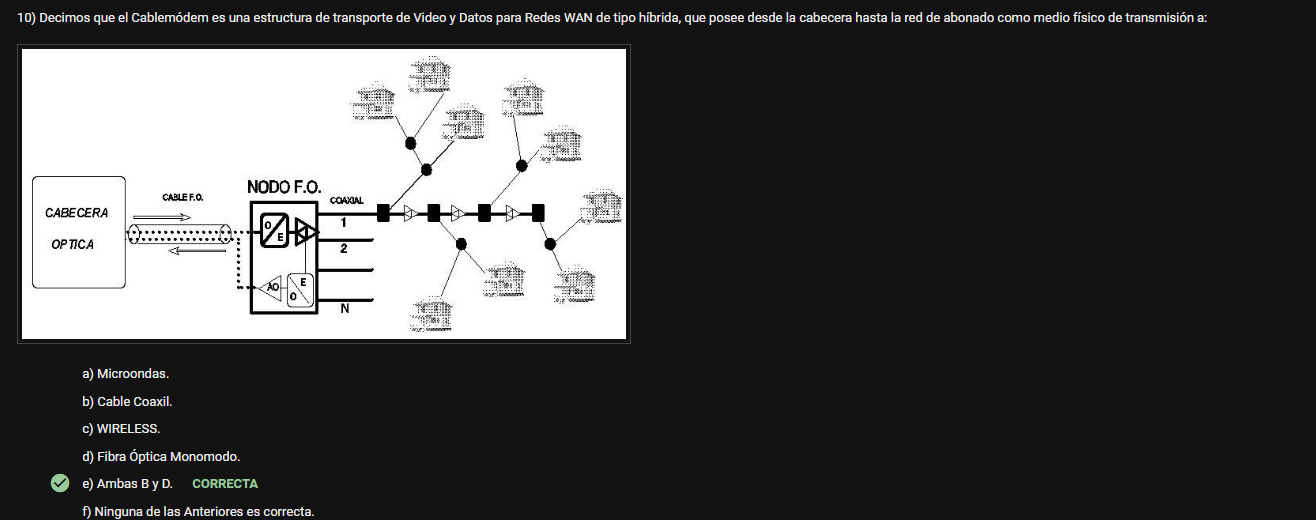 10) Decimos que el Cablemódem es una estructura de transporte de Video y Datos para Redes WAN de tipo híbrida, que posee desde la cabecera hasta la red de abonado como medio físico de transmisión a:
CABECERA
OPTICA
CABLE F.O.
NODO F.O.
O
E
AO
E
O
COAXIAL
1
2
N
a) Microondas.
b) Cable Coaxil.
c) WIRELESS.
d) Fibra Óptica Monomodo.
e) Ambas B y D. CORRECTA
f) Ninguna de las Anteriores es correcta.